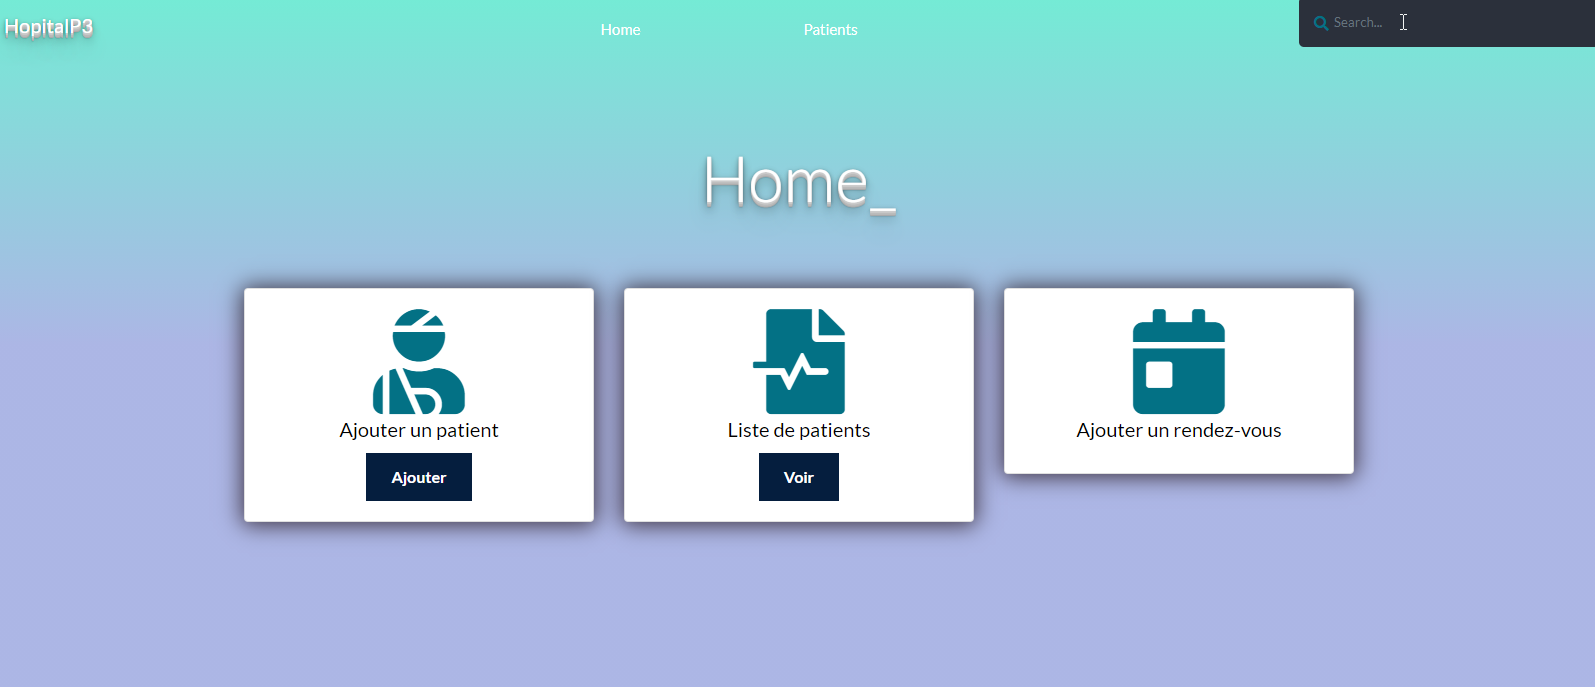 HopitalP3
Home
Patients
Search...
Home_
Ajouter un patient
Ajouter
Liste de patients
Voir
Ajouter un rendez-vous